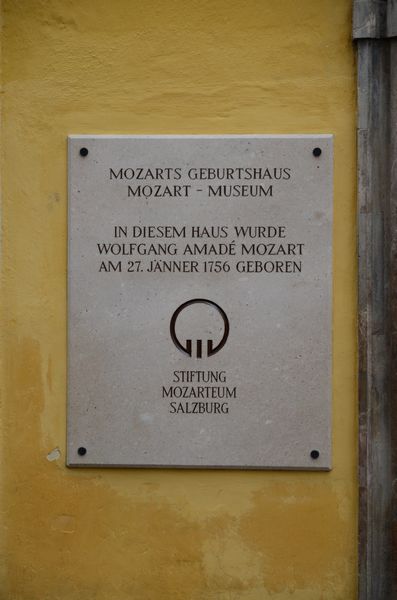 MOZARTS GEBURTSHAUS
MOZART - MUSEUM
IN DIESEM HAUS WURDE
WOLFGANG AMADÉ MOZART
AM 27. JÄNNER 1756 GEBOREN
STIFTUNG
MOZARTEUM
SALZBURG